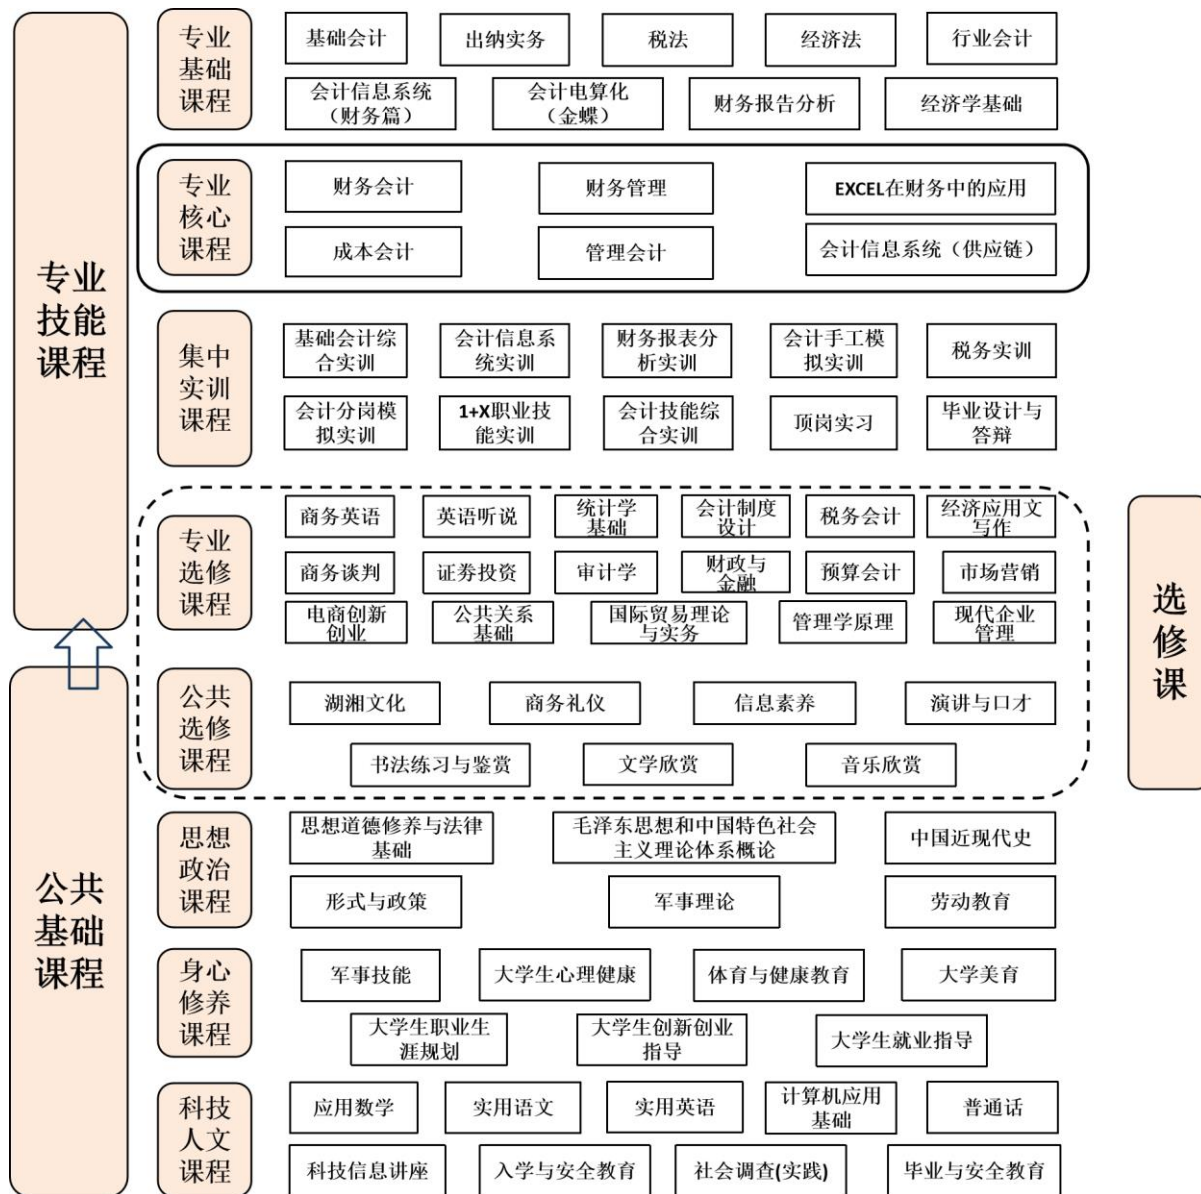 专业
技能
课程
专业
基础
课程
基础会计
出纳实务
税法
经济法
行业会计
会计信息系统
（财务篇）
会计电算化
（金蝶）
财务报告分析
经济学基础
专业
核心
课程
财务会计
财务管理
EXCEL在财务中的应用
成本会计
管理会计
会计信息系统（供应链）
集中
实训
课程
基础会计综
合实训
会计信息系
统实训
财务报表分
析实训
会计手工模
拟实训
税务实训
会计分岗模
拟实训
1+X职业技
能实训
会计技能综
合实训
顶岗实习
毕业设计与
答辩
专业
选修
课程
商务英语
英语听说
统计学
基础
会计制度
设计
税务会计
经济应用文
写作
商务谈判
证券投资
审计学
财政与
金融
预算会计
市场营销
电商创新
创业
公共关系
基础
国际贸易理论
与实务
管理学原理
现代企业
管理
选
修
课
公共
基础
课程
公共
选修
课程
湖湘文化
商务礼仪
信息素养
演讲与口才
书法练习与鉴赏
文学欣赏
音乐欣赏
思想
政治
课程
思想道德修养与法律
基础
毛泽东思想和中国特色社会
主义理论体系概论
中国近现代史
形式与政策
军事理论
劳动教育
身心
修养
课程
军事技能
大学生心理健康
体育与健康教育
大学美育
大学生职业生
涯规划
大学生创新创业
指导
大学生就业指导
科技
人文
课程
应用数学
实用语文
实用英语
计算机应用
基础
普通话
科技信息讲座
入学与安全教育
社会调查(实践)
毕业与安全教育